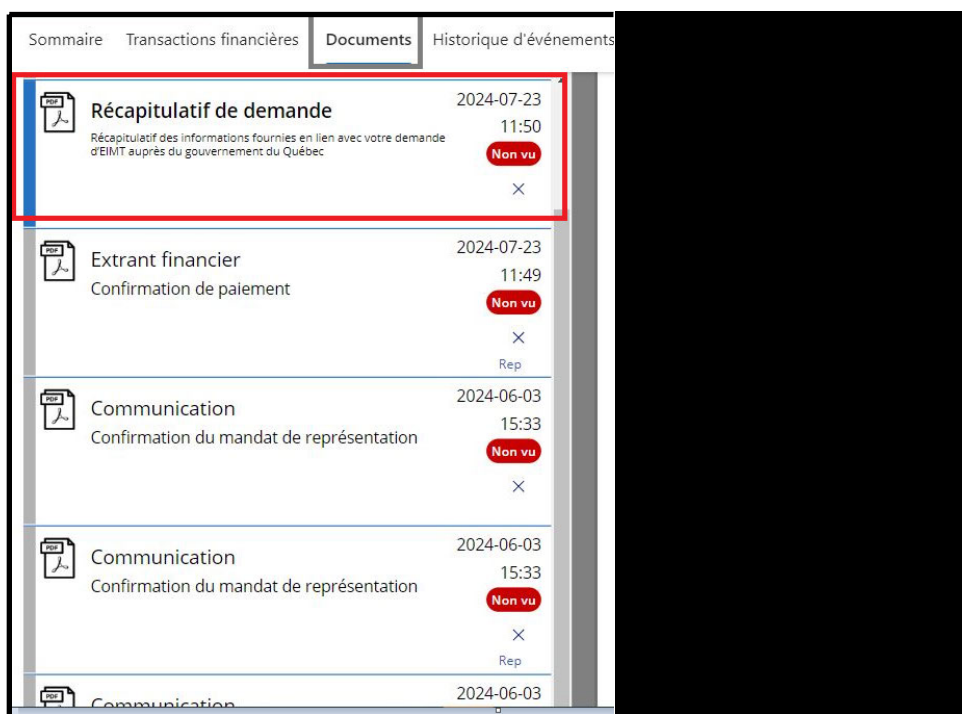 Sommaire Transactions financières Documents Historique d'événements
PDF
Récapitulatif de demande
2024-07-23
11:50
Récapitulatif des informations fournies en lien avec votre demande
d'EIMT auprès du gouvernement du Québec
Non vu
PDF
Extrant financier
2024-07-23
11:49
Confirmation de paiement
Non vu
Rep
PDF
Communication
2024-06-03
15:33
Confirmation du mandat de représentation
Non vu
PDF
Communication
2024-06-03
15:33
Confirmation du mandat de représentation
Non vu
Rep
PDF
Communication
2024-06-03